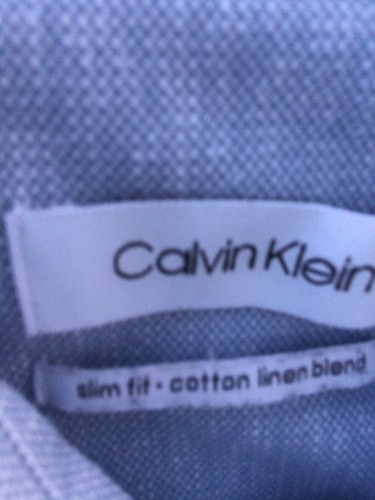 Calvin Klein
slim fit • cotton linen blend